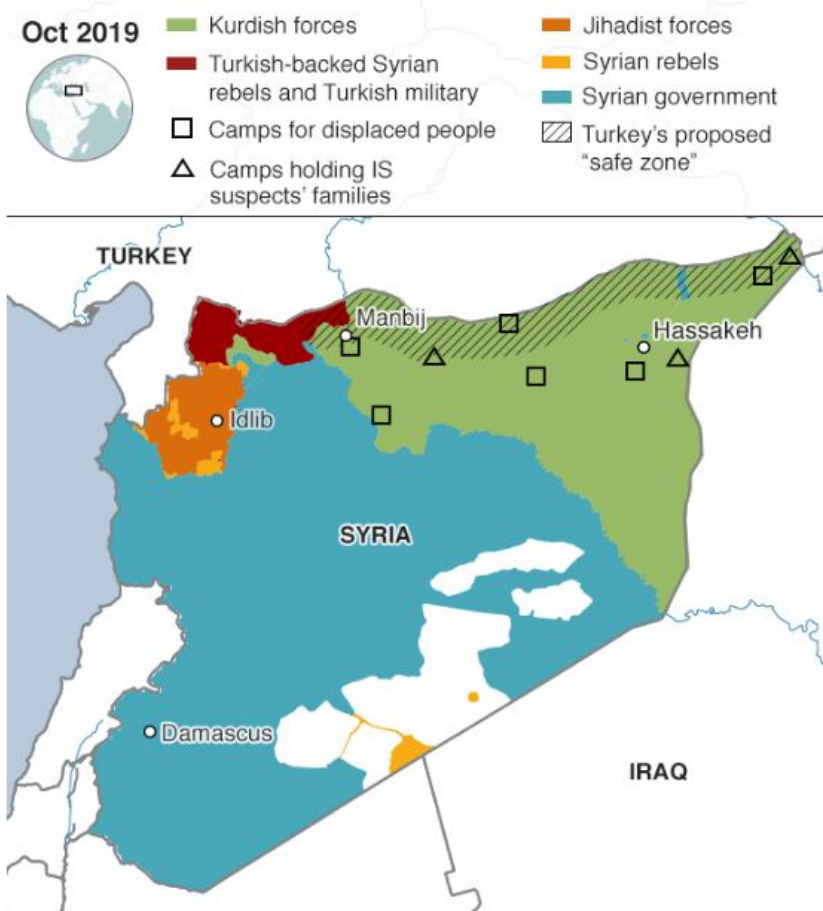 Oct 2019
Kurdish forces
Turkish-backed Syrian
rebels and Turkish military
Camps for displaced people
Camps holding IS
suspects' families
Jihadist forces
Syrian rebels
Syrian government
Turkey's proposed
"safe zone"
TURKEY
Manbij
Hassakeh
Idlib
SYRIA
Damascus
IRAQ